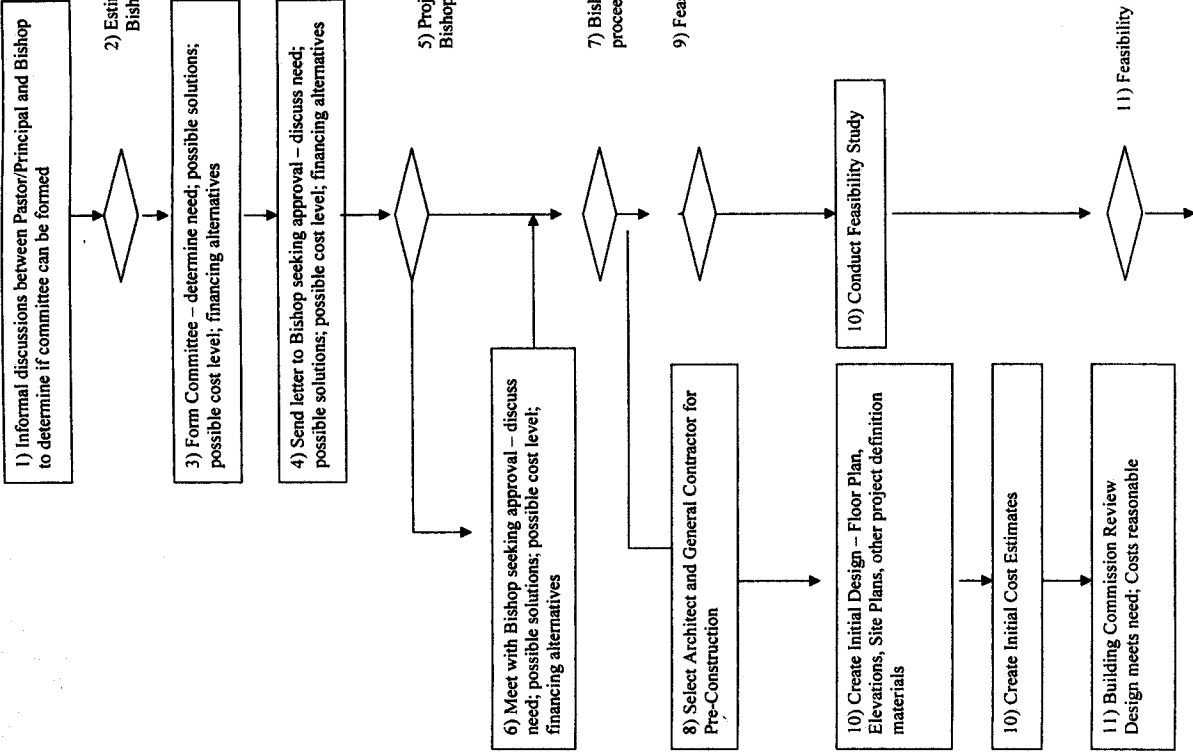 1) Informal discussions between Pastor/Principal and Bishop
to determine if committee can be formed
2) Esti
Bish
3) Form Committee – determine need; possible solutions;
possible cost level; financing alternatives
4) Send letter to Bishop seeking approval – discuss need;
possible solutions; possible cost level; financing alternatives
5) Proj
Bishop
6) Meet with Bishop seeking approval – discuss
need; possible solutions; possible cost level;
financing alternatives
7) Bish
procee
8) Select Architect and General Contractor for
Pre-Construction
9) Feas
10) Create Initial Design – Floor Plan,
Elevations, Site Plans, other project definition
materials
10) Conduct Feasibility Study
10) Create Initial Cost Estimates
11) Building Commission Review
Design meets need; Costs reasonable
11) Feasibility